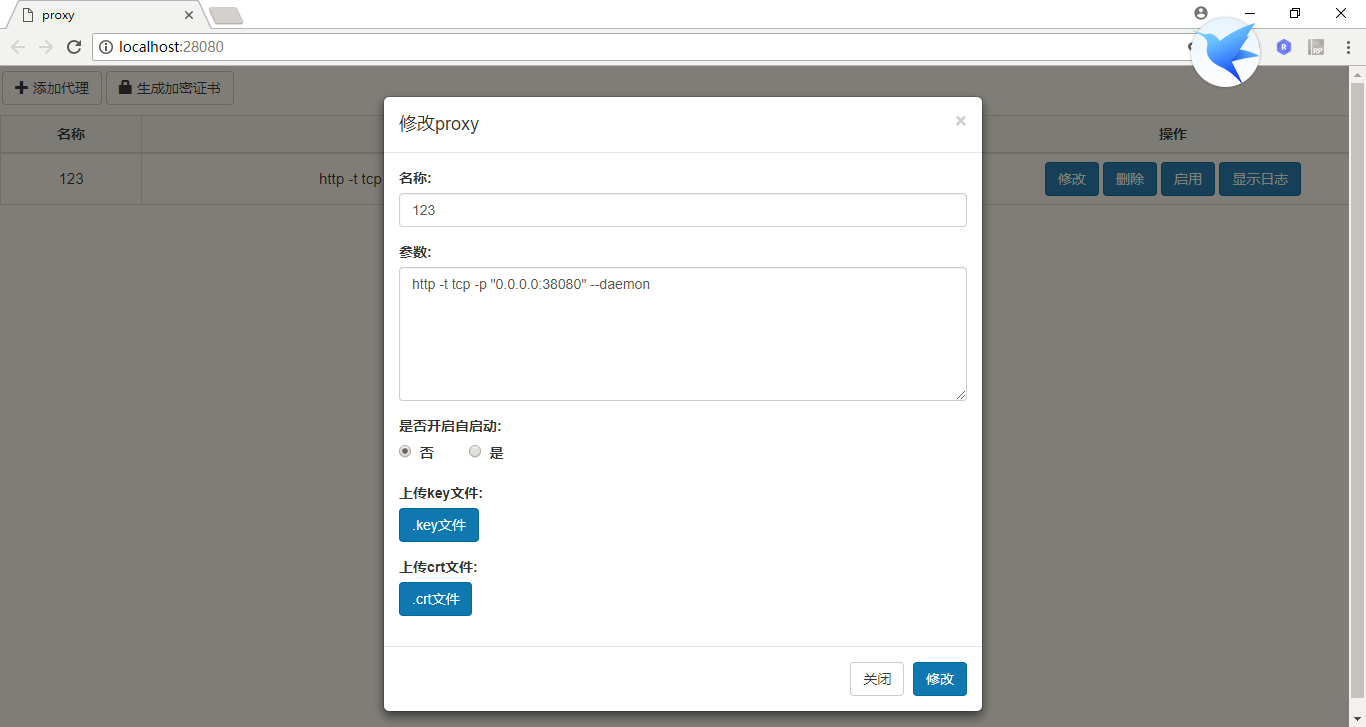 proxy
localhost:28080
添加代理
生成加密证书
修改proxy
×
名称
操作
123
http -t tcp
修改
删除
启用
显示日志
名称:
123
参数:
http -t tcp -p "0.0.0.0:38080" --daemon
是否开启自启动:
否
是
上传key文件:
.key文件
上传crt文件:
.crt文件
关闭
修改